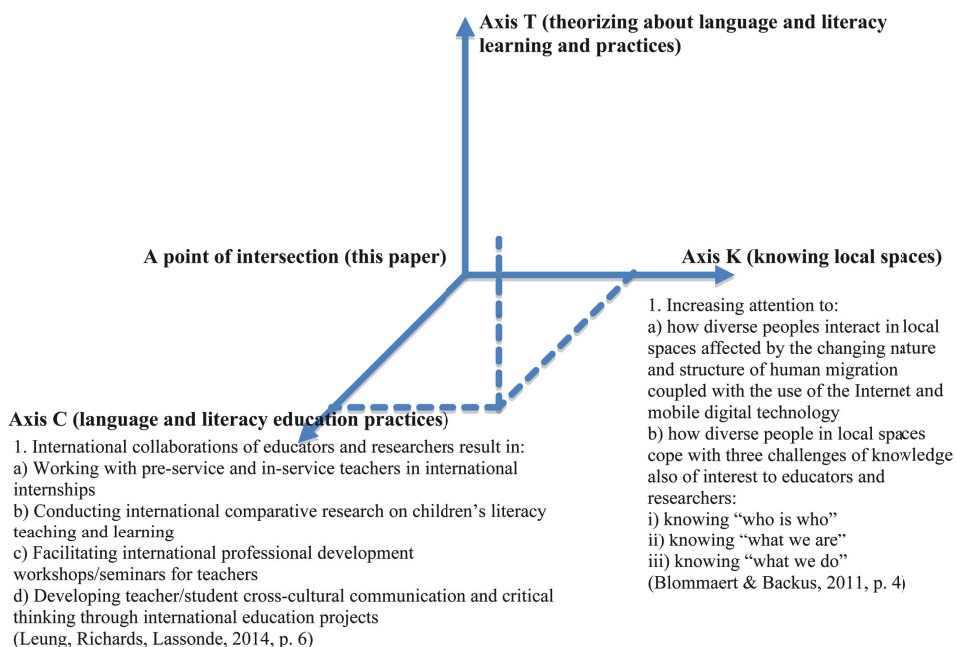 Axis T (theorizing about language and literacy
learning and practices)
A point of intersection (this paper)
Axis K (knowing local spaces)
1. Increasing attention to:
a) how diverse peoples interact in local
spaces affected by the changing nature
and structure of human migration
coupled with the use of the Internet and
mobile digital technology
b) how diverse people in local spaces
cope with three challenges of knowledge
also of interest to educators and
researchers:
i) knowing “who is who”
ii) knowing “what we are”
iii) knowing “what we do”
(Blommaert & Backus, 2011, p. 4)
Axis C (language and literacy education practices)
1. International collaborations of educators and researchers result in:
a) Working with pre-service and in-service teachers in international
internships
b) Conducting international comparative research on children’s literacy
teaching and learning
c) Facilitating international professional development
workshops/seminars for teachers
d) Developing teacher/student cross-cultural communication and critical
thinking through international education projects
(Leung, Richards, Lassonde, 2014, p. 6)